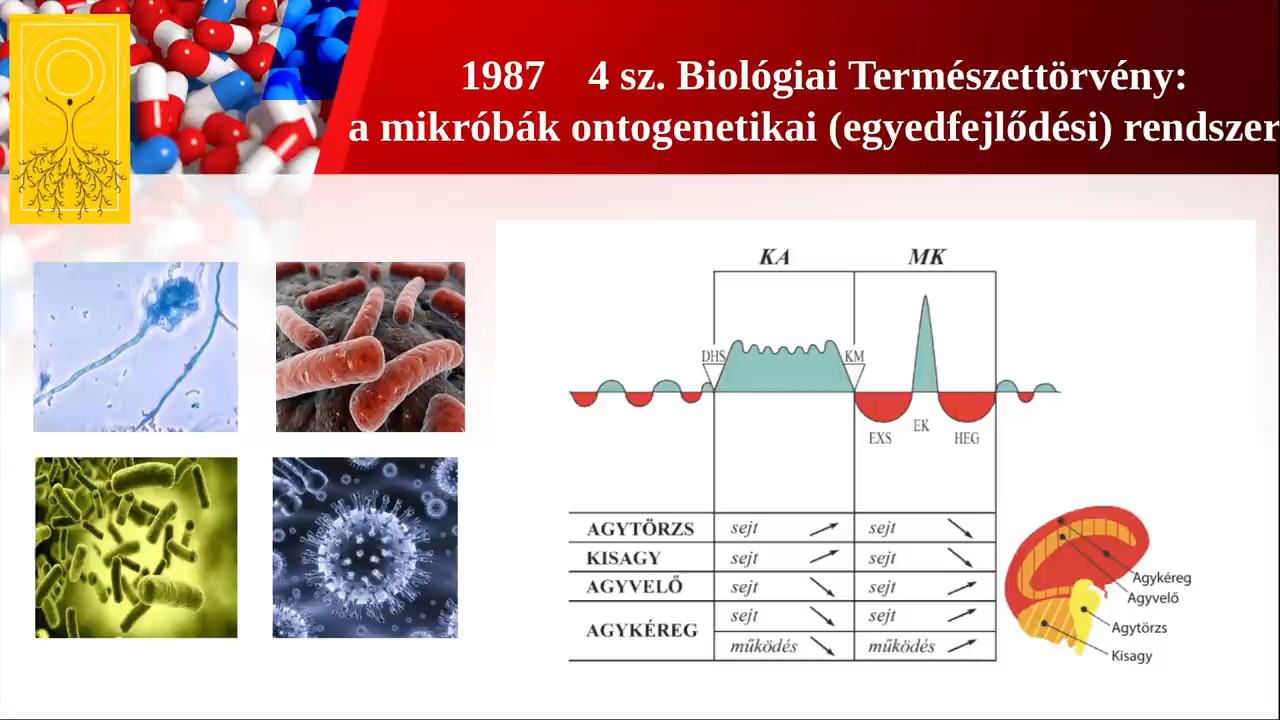 1987 4 sz. Biológiai Természettörvény:
a mikróbák ontogenetikai (egyedfejlődési) rendszer
KA MK
DHS KM
EXS EK HEG
AGYTÖRZS sejt sejt
KISAGY sejt sejt
AGYVELŐ sejt sejt
AGYKÉREG sejt sejt
működés működés
Agykéreg
Agyvelő
Agytörzs
Kisagy